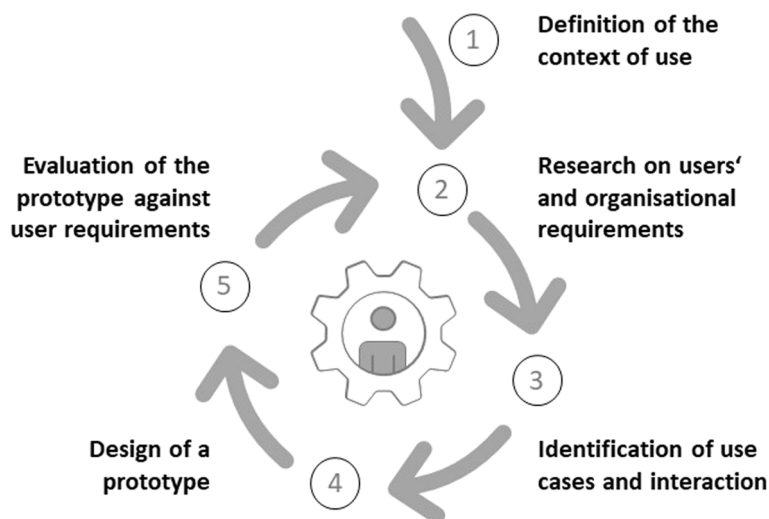 1
Definition of the
context of use
2
Research on users‘
and organisational
requirements
3
Identification of use
cases and interaction
4
Design of a
prototype
5
Evaluation of the
prototype against
user requirements